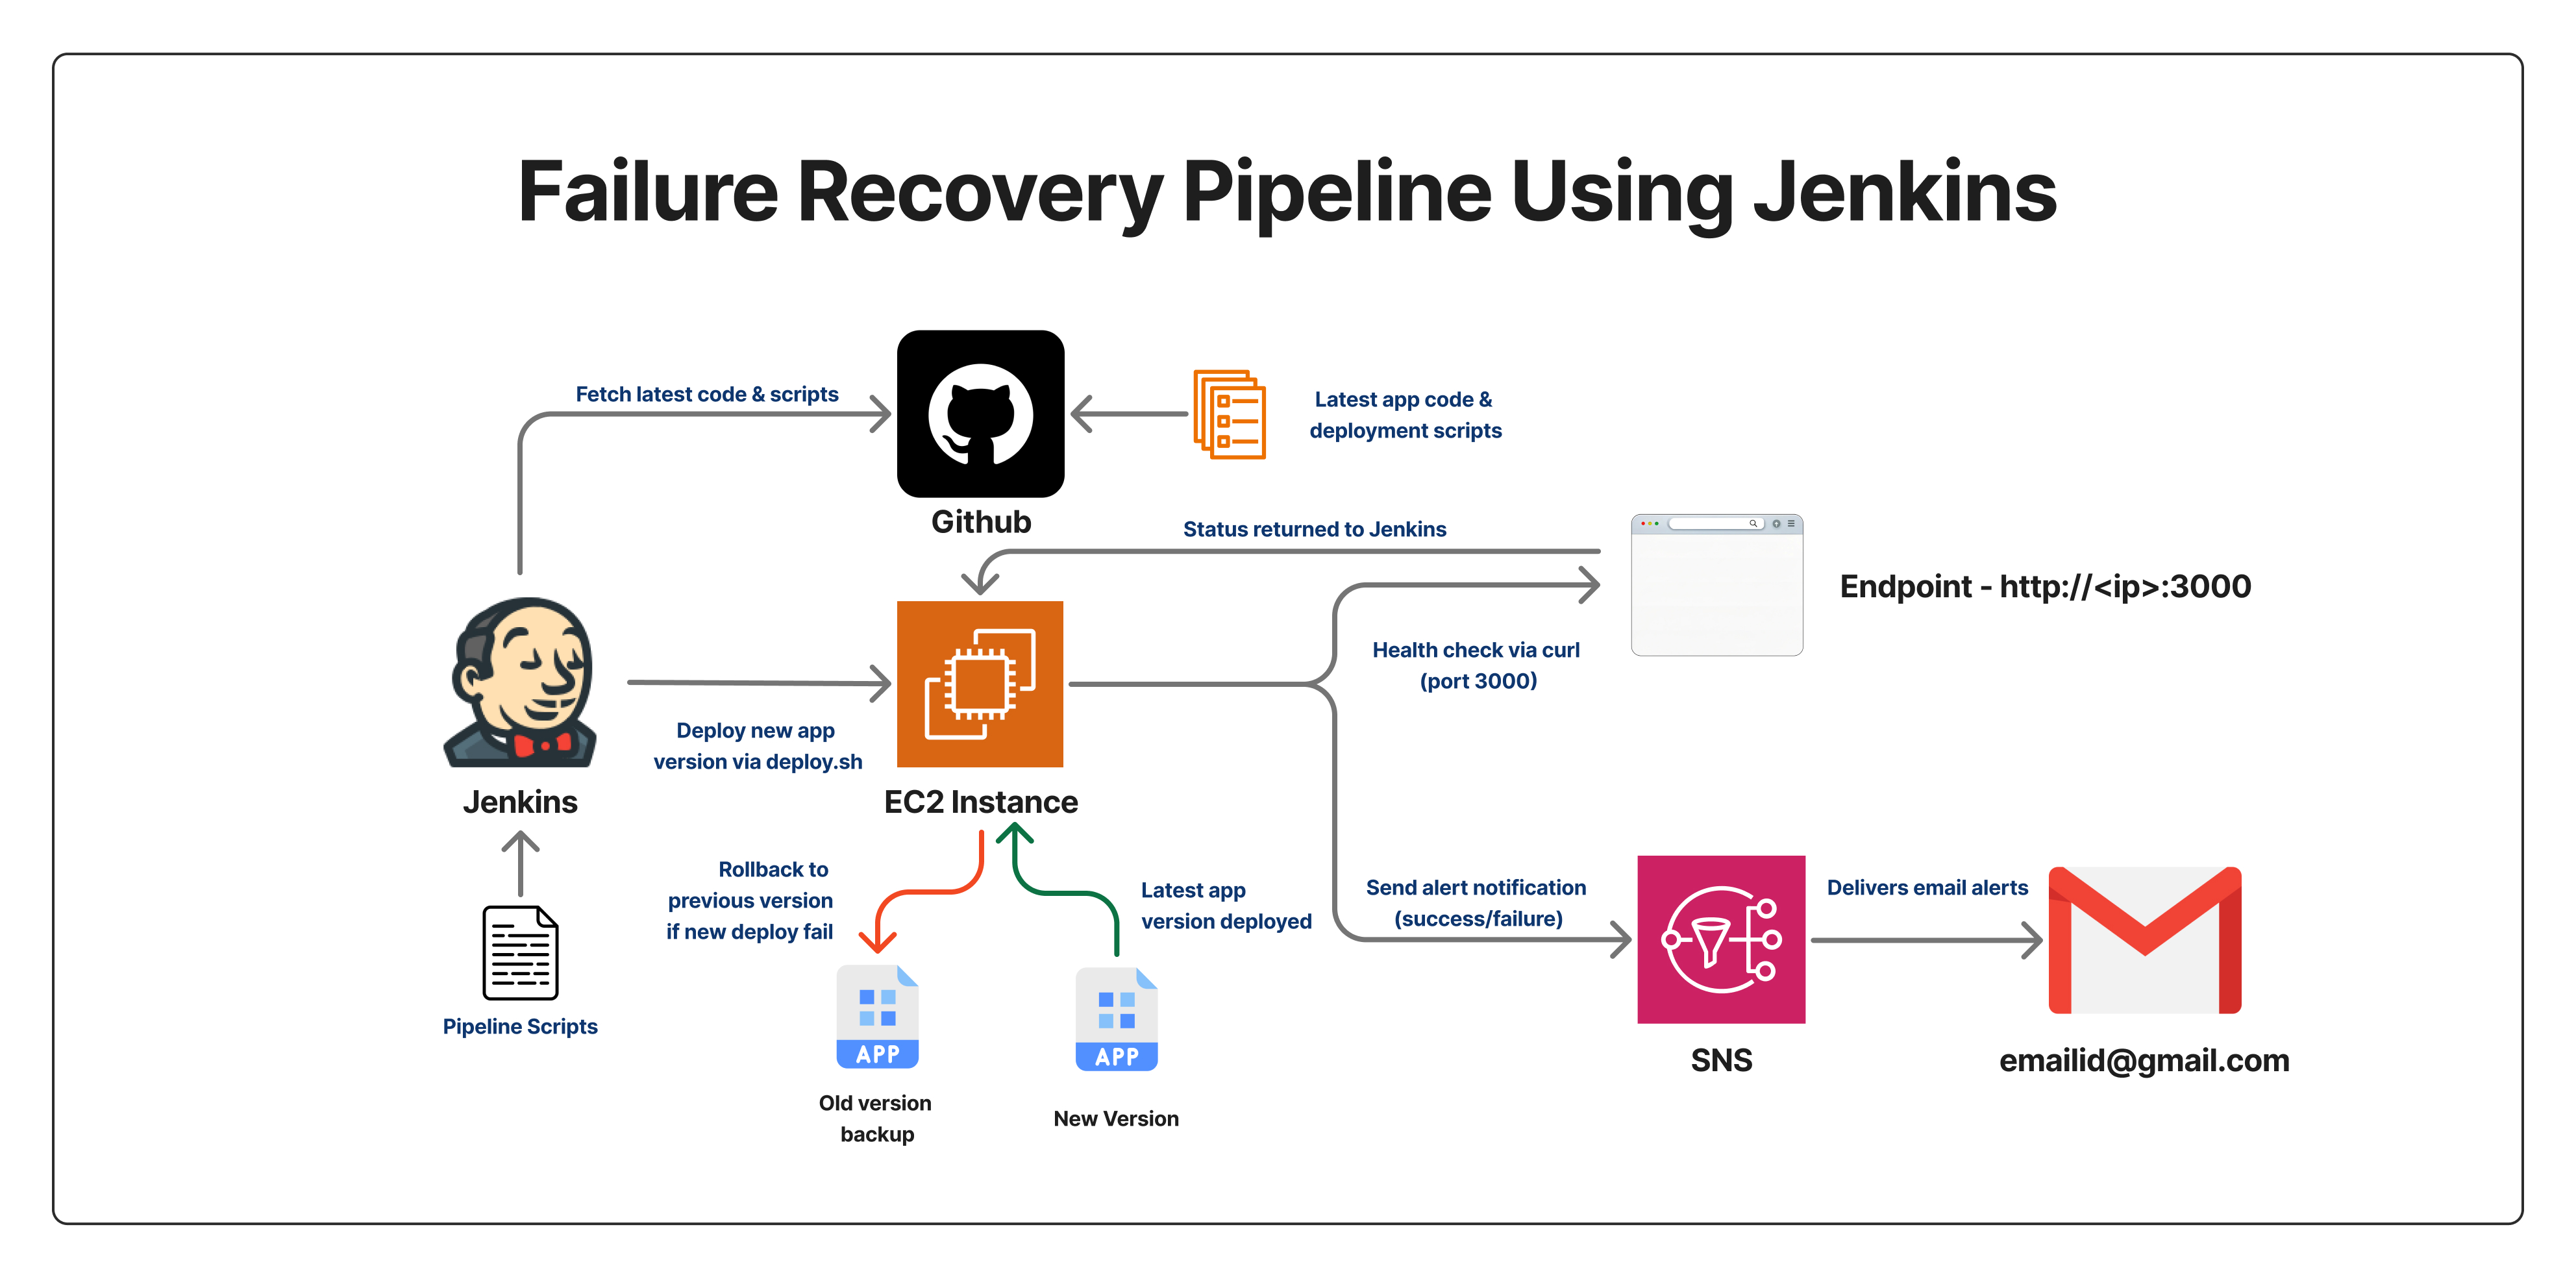 Failure Recovery Pipeline Using Jenkins
Fetch latest code & scripts
Latest app code &
deployment scripts
Github
Status returned to Jenkins
Endpoint - http://<ip>:3000
Health check via curl
(port 3000)
Deploy new app
version via deploy.sh
Jenkins
EC2 Instance
Rollback to
previous version
if new deploy fail
Latest app
version deployed
Send alert notification
(success/failure)
Delivers email alerts
Pipeline Scripts
APP
APP
SNS
emailid@gmail.com
Old version
backup
New Version